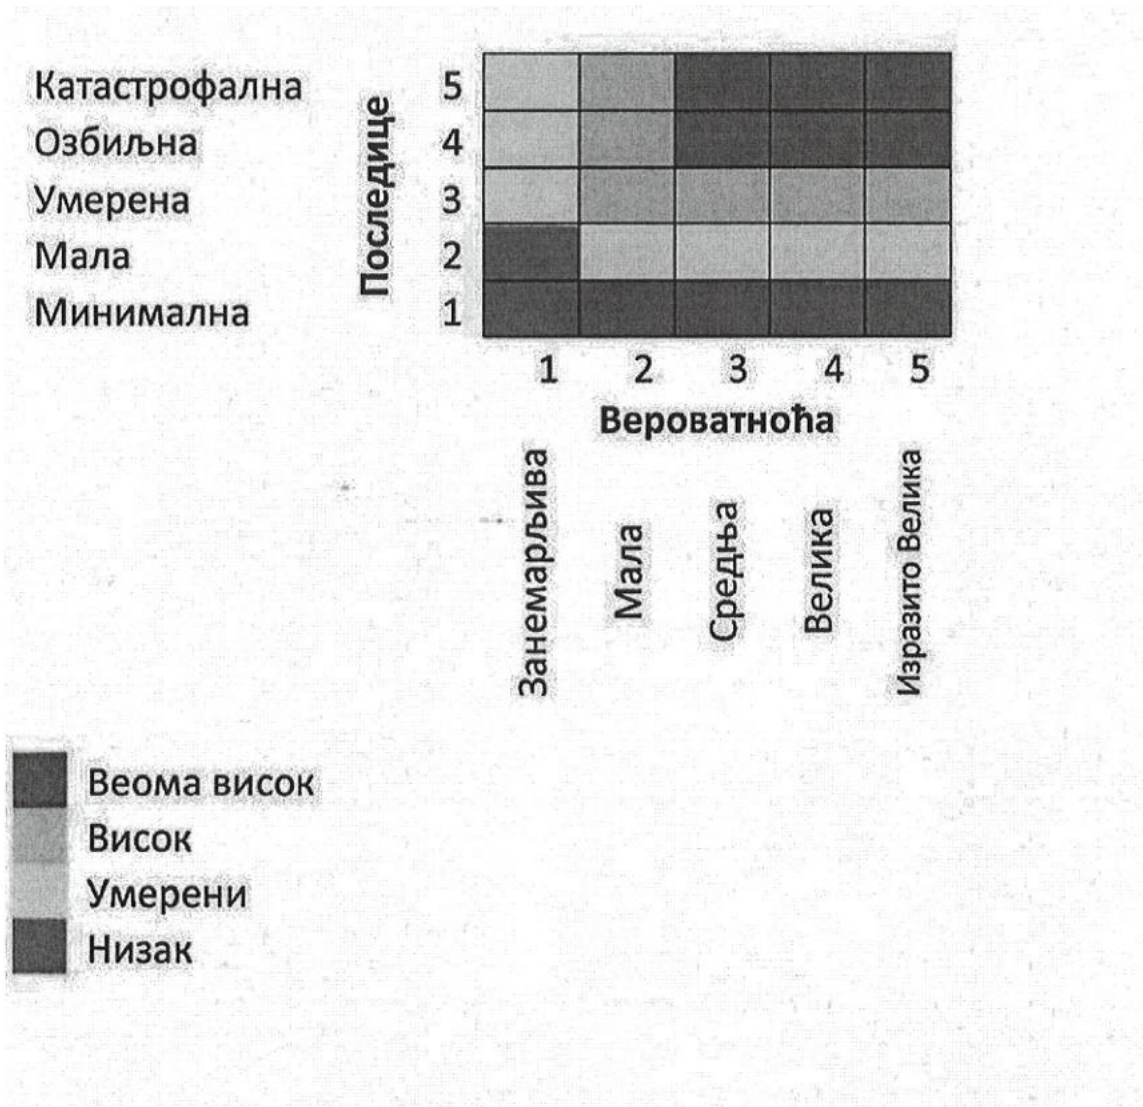 Катастрофална
Озбиљна
Умерена
Мала
Минимална
Последице
5
4
3
2
1
1 2 3 4 5
Вероватноћа
Занемарљива
Мала
Средња
Велика
Изразито Велика
Веома висок
Висок
Умерени
Низак